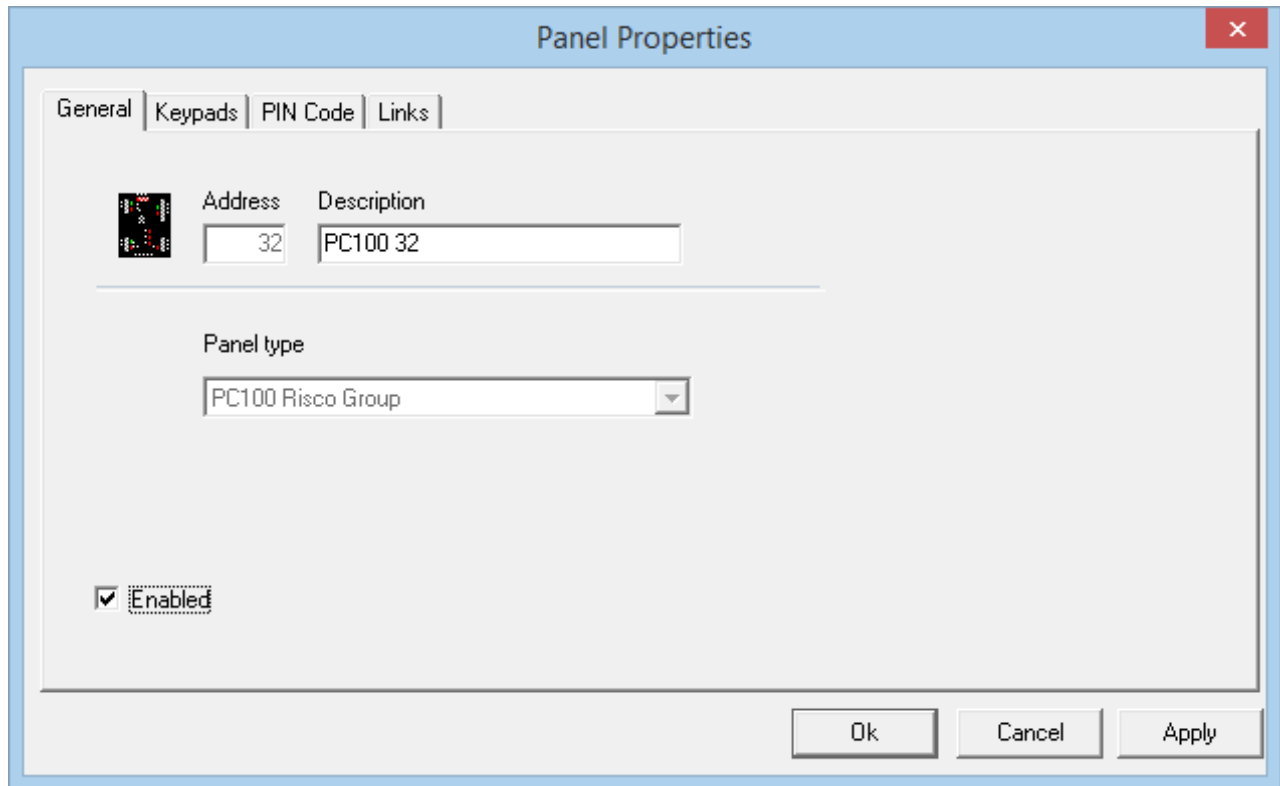 Panel Properties
General Keypads PIN Code Links
Address Description
32 PC100 32
Panel type
PC100 Risco Group
Enabled
Ok Cancel Apply